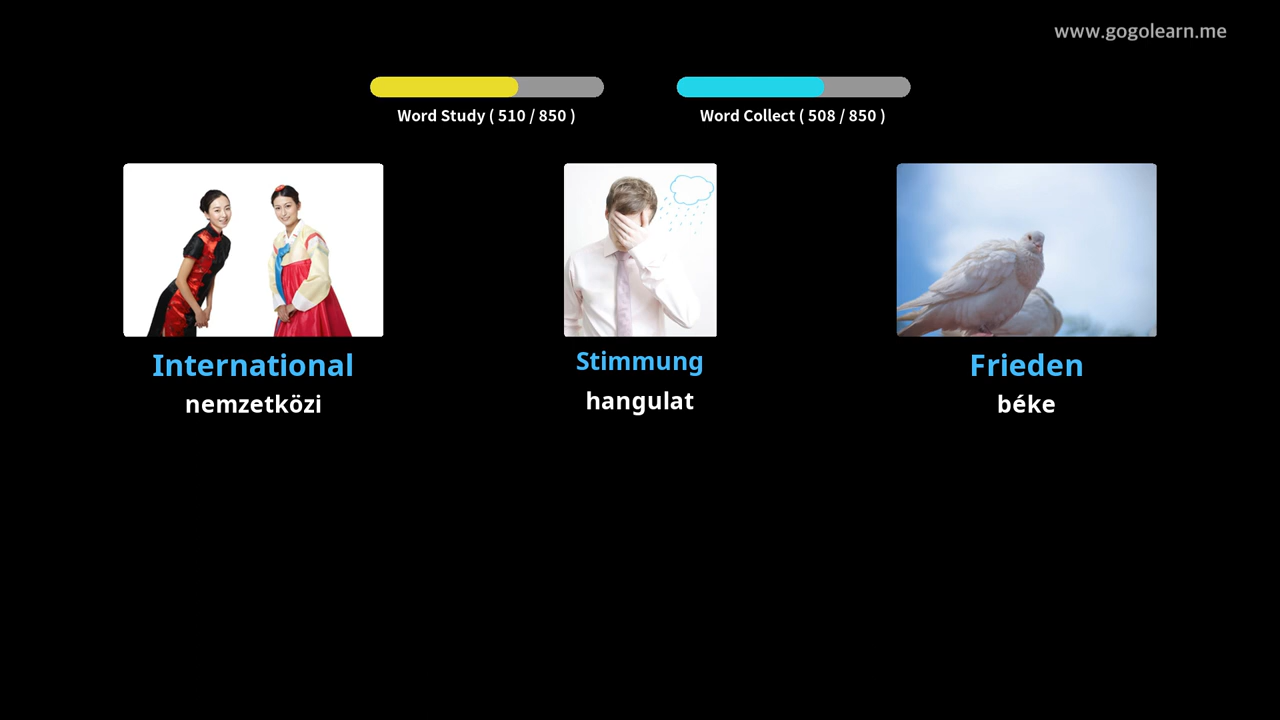 www.gogolearn.me
Word Study ( 510 / 850 )
Word Collect ( 508 / 850 )
International
nemzetközi
Stimmung
hangulat
Frieden
béke